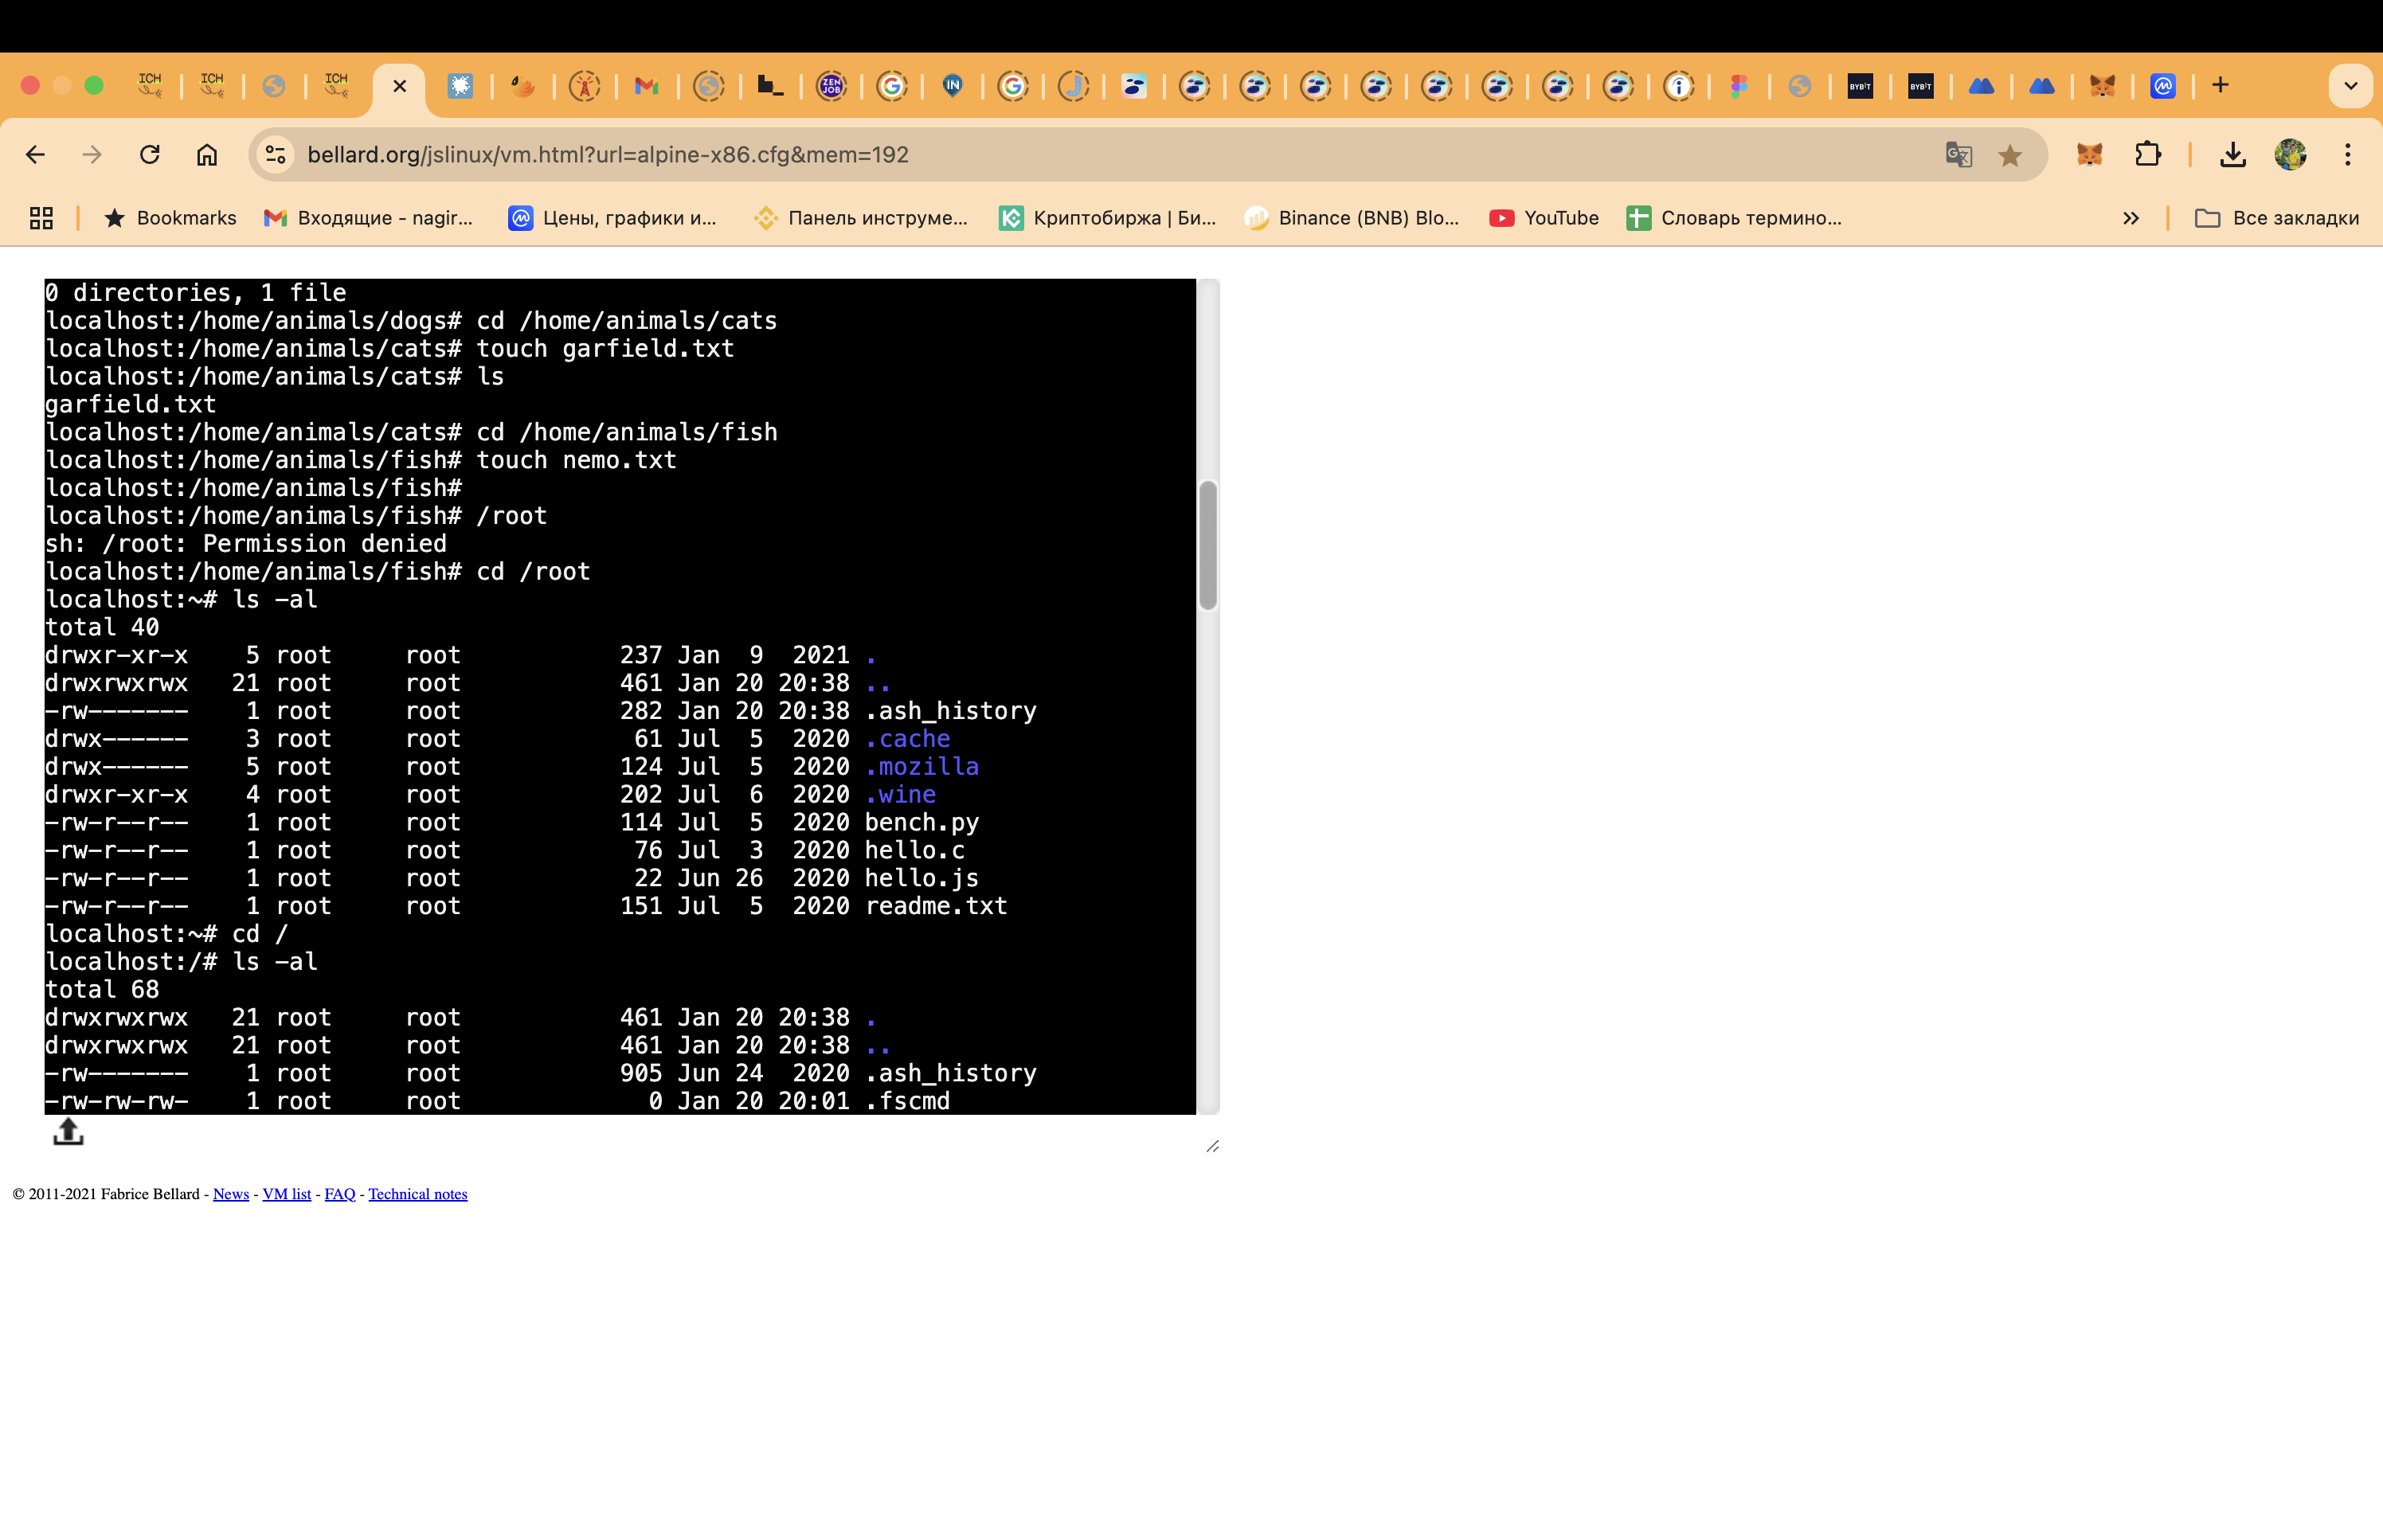 ICH ICH ICH ZEN JOB IN BYBIT BYBIT
bellard.org/jslinux/vm.html?url=alpine-x86.cfg&mem=192
Bookmarks Входящие - nagir... Цены, графики и... Панель инструме... Криптобиржа | Би... Binance (BNB) Blo... YouTube Словарь термино... Все закладки
0 directories, 1 file
localhost:/home/animals/dogs# cd /home/animals/cats
localhost:/home/animals/cats# touch garfield.txt
localhost:/home/animals/cats# ls
garfield.txt
localhost:/home/animals/cats# cd /home/animals/fish
localhost:/home/animals/fish# touch nemo.txt
localhost:/home/animals/fish#
localhost:/home/animals/fish# /root
sh: /root: Permission denied
localhost:/home/animals/fish# cd /root
localhost:~# ls -al
total 40
drwxr-xr-x    5 root     root           237 Jan  9  2021 .
drwxrwxrwx   21 root     root           461 Jan 20 20:38 ..
-rw-------    1 root     root           282 Jan 20 20:38 .ash_history
drwx------    3 root     root            61 Jul  5  2020 .cache
drwx------    5 root     root           124 Jul  5  2020 .mozilla
drwxr-xr-x    4 root     root           202 Jul  6  2020 .wine
-rw-r--r--    1 root     root           114 Jul  5  2020 bench.py
-rw-r--r--    1 root     root            76 Jul  3  2020 hello.c
-rw-r--r--    1 root     root            22 Jun 26  2020 hello.js
-rw-r--r--    1 root     root           151 Jul  5  2020 readme.txt
localhost:~# cd /
localhost:/# ls -al
total 68
drwxrwxrwx   21 root     root           461 Jan 20 20:38 .
drwxrwxrwx   21 root     root           461 Jan 20 20:38 ..
-rw-------    1 root     root           905 Jun 24  2020 .ash_history
-rw-rw-rw-    1 root     root             0 Jan 20 20:01 .fscmd
© 2011-2021 Fabrice Bellard - News - VM list - FAQ - Technical notes